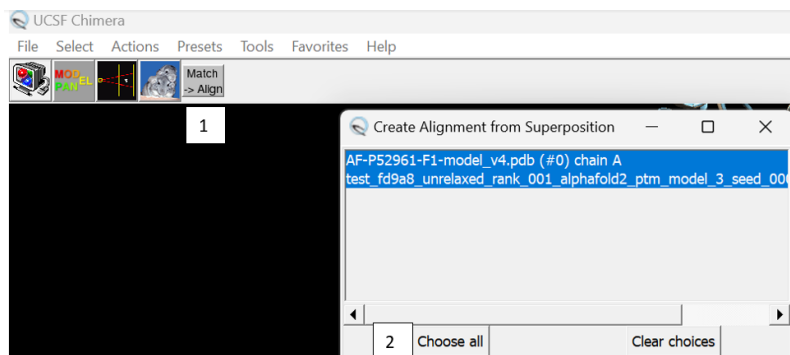 UCSF Chimera
File Select Actions Presets Tools Favorites Help
MOD EL
PAN
Match
-> Align
1
Create Alignment from Superposition
AF-P52961-F1-model_v4.pdb (#0) chain A
test_fd9a8_unrelaxed_rank_001_alphafold2_ptm_model_3_seed_00
2 Choose all Clear choices